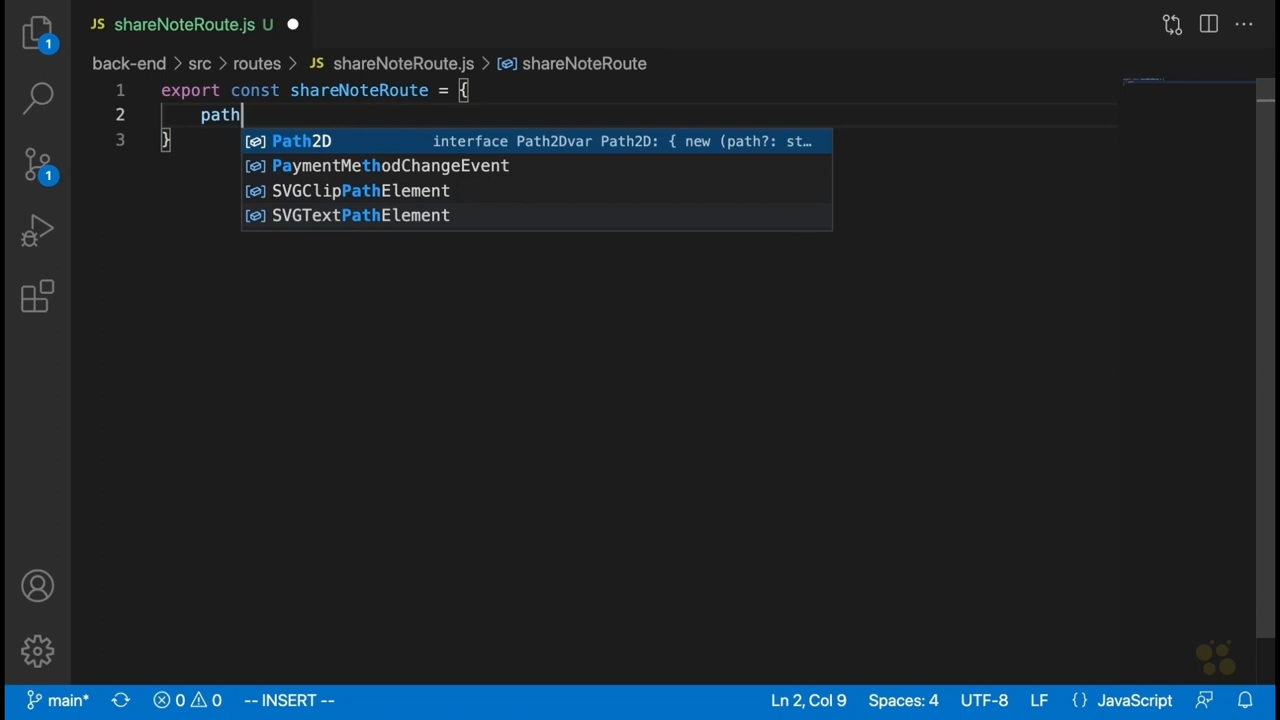 JS shareNoteRoute.js U
back-end > src > routes > JS shareNoteRoute.js > shareNoteRoute
1 export const shareNoteRoute = {
2 path
Path2D interface Path2Dvar Path2D: { new (path?: st…
3 }
PaymentMethodChangeEvent
SVGClipPathElement
SVGTextPathElement
1
1
main* 0 0 -- INSERT -- Ln 2, Col 9 Spaces: 4 UTF-8 LF {} JavaScript